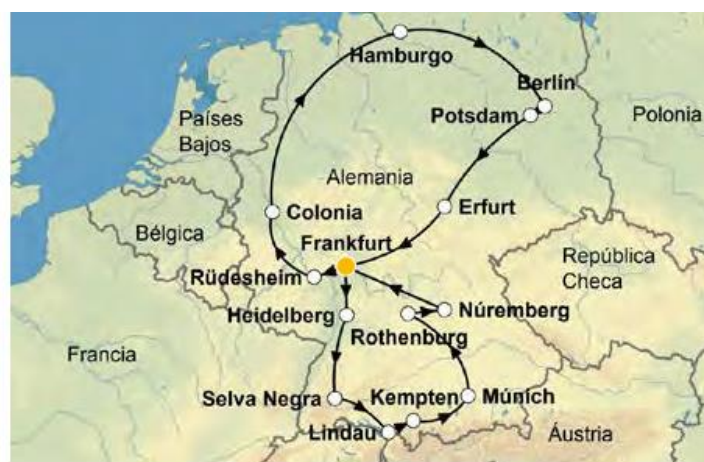 Hamburgo
Berlín
Países
Bajos
Potsdam
Polonia
Alemania
Colonia
Erfurt
Bélgica
Frankfurt
República
Checa
Rüdesheim
Heidelberg
Núremberg
Rothenburg
Francia
Selva Negra
Kempten
Múnich
Lindau
Áustria